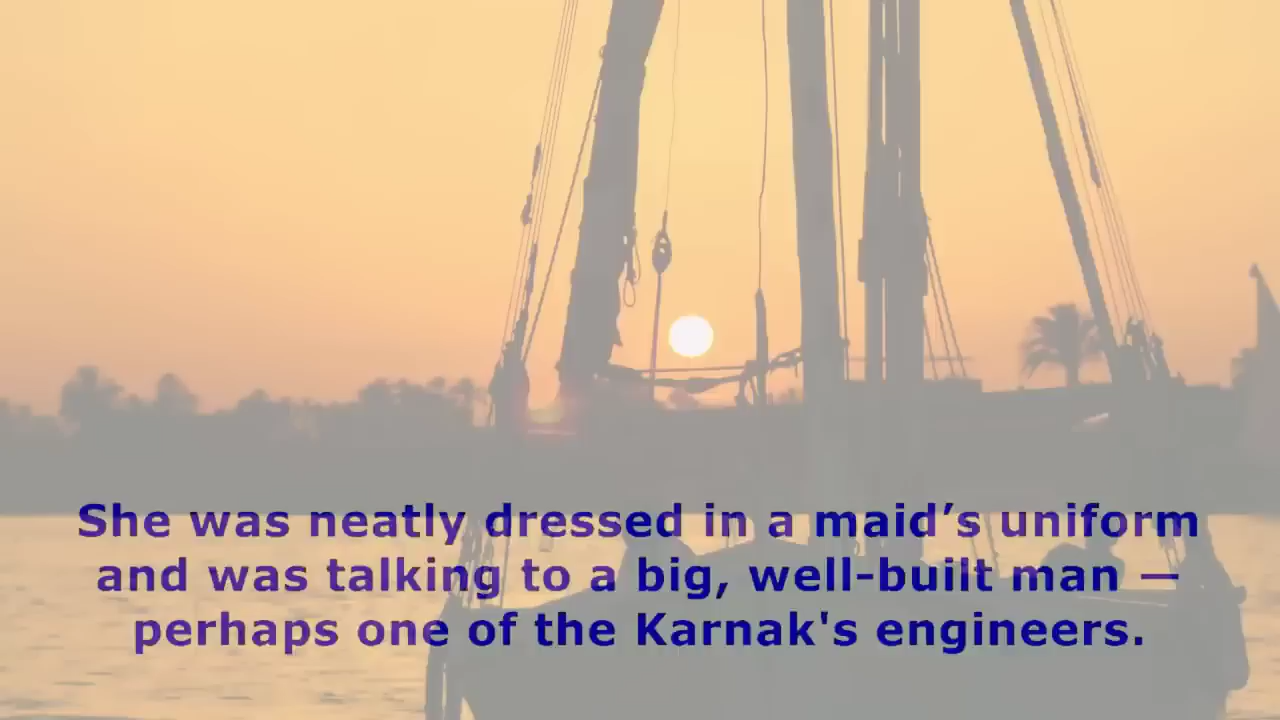 She was neatly dressed in a maid’s uniform
and was talking to a big, well-built man —
perhaps one of the Karnak's engineers.